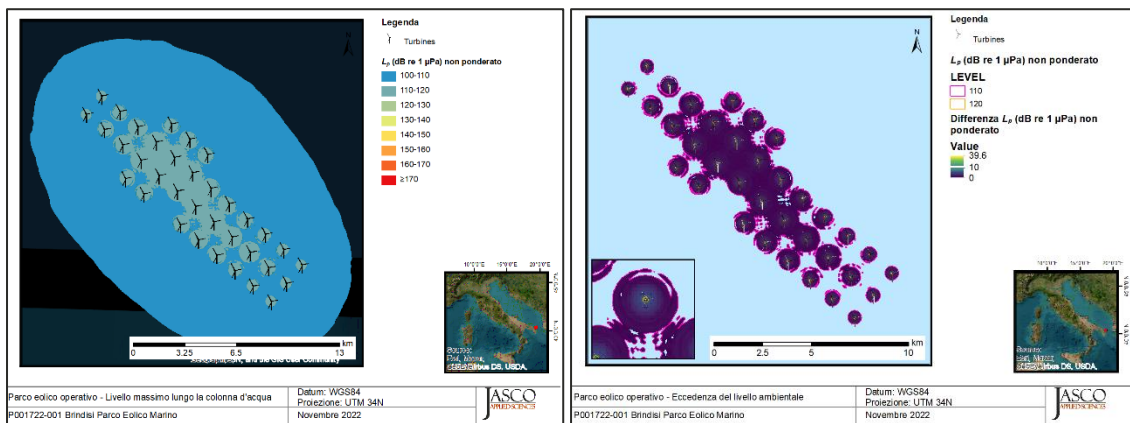 Legenda
Turbines
Lp (dB re 1 µPa) non ponderato
100-110
110-120
120-130
130-140
140-150
150-160
160-170
≥170
N
km
0 3.25 6.5 13
Parco eolico operativo - Livello massimo lungo la colonna d'acqua
Datum: WGS84
Proiezione: UTM 34N
P001722-001 Brindisi Parco Eolico Marino
Novembre 2022
JASCO
APPLIED SCIENCES
Legenda
Turbines
Lp (dB re 1 µPa) non ponderato
LEVEL
110
120
Differenza Lp (dB re 1 µPa) non
ponderato
Value
39.6
10
0
N
km
0 2.5 5 10
Parco eolico operativo - Eccedenza del livello ambientale
Datum: WGS84
Proiezione: UTM 34N
P001722-001 Brindisi Parco Eolico Marino
Novembre 2022
JASCO
APPLIED SCIENCES